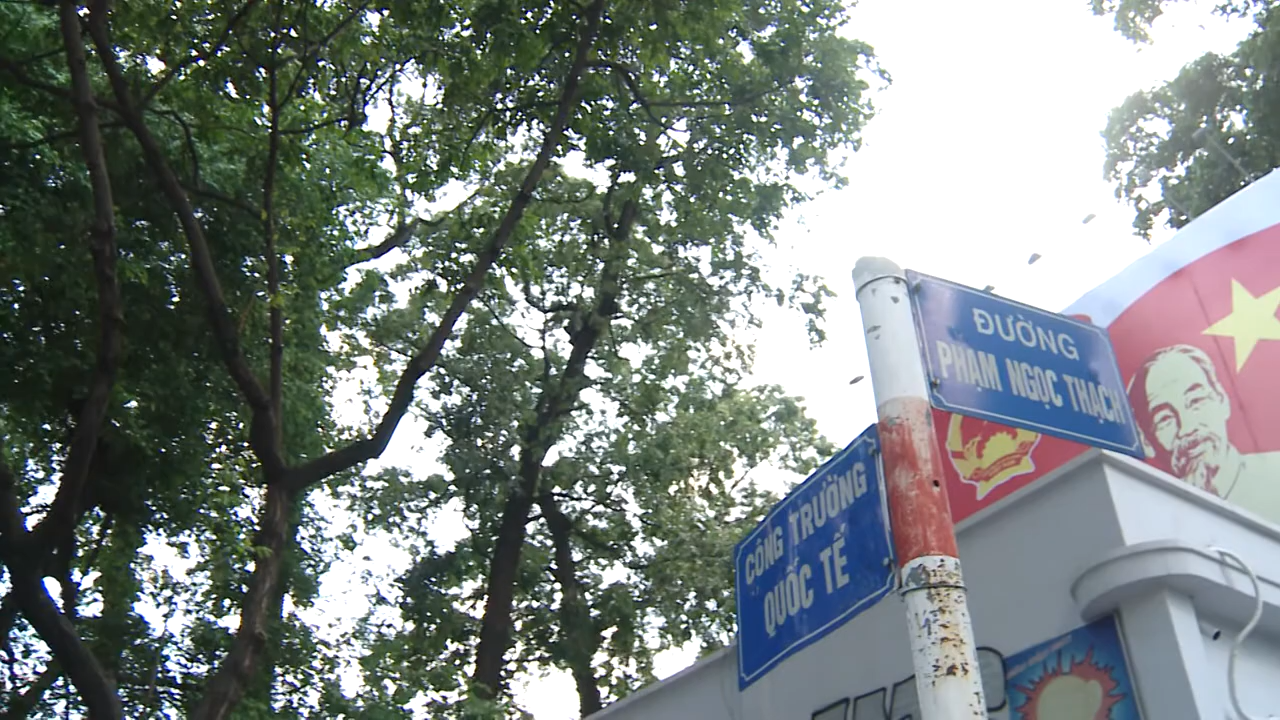 ĐƯỜNG
PHẠM NGỌC THẠCH
CÔNG TRƯỜNG
QUỐC TẾ